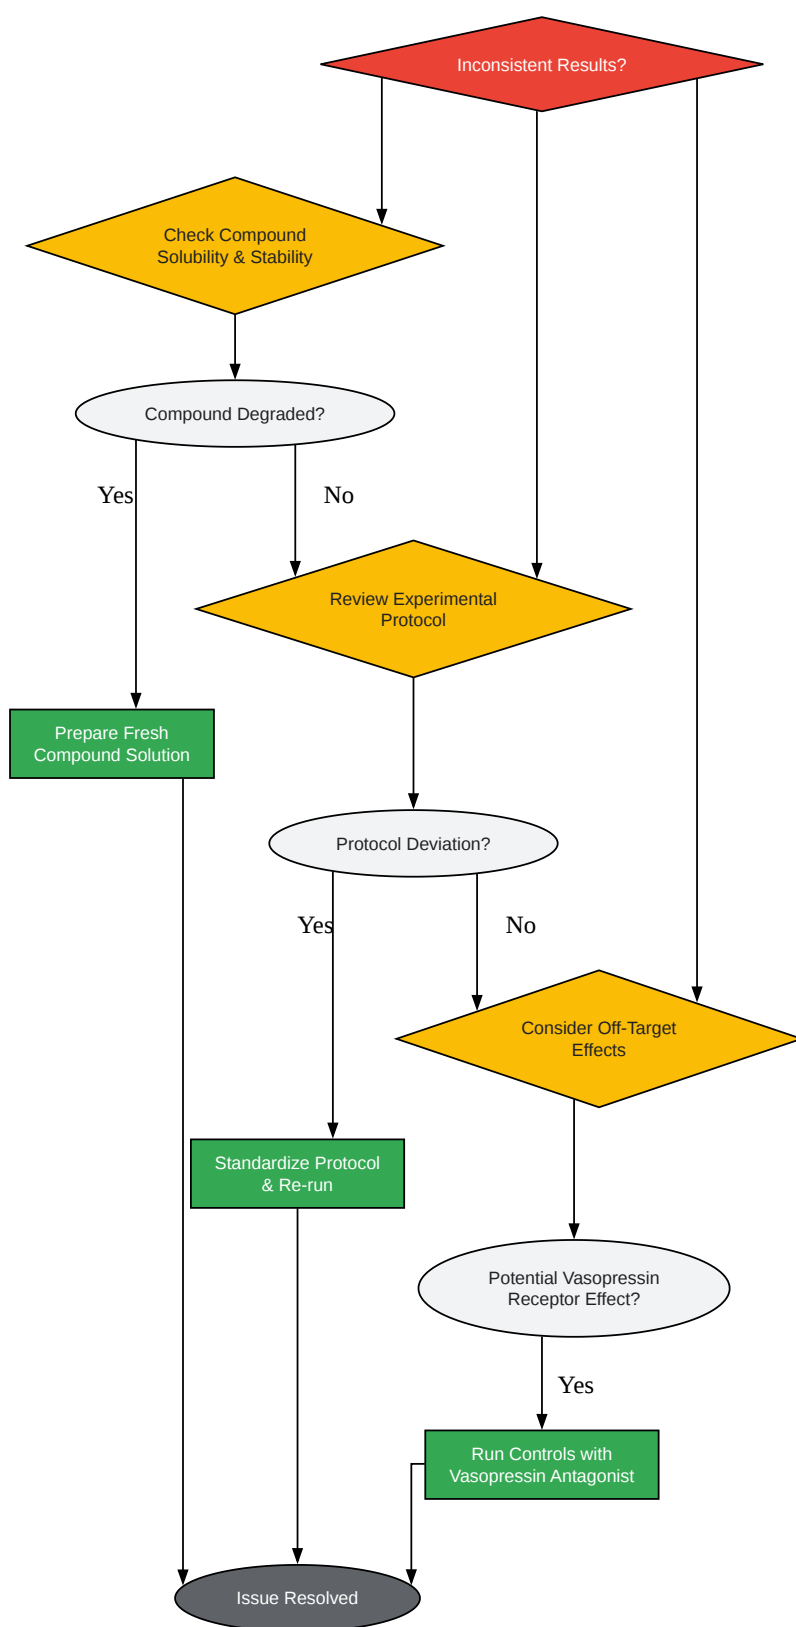 Inconsistent Results?
Check Compound
Solubility & Stability
Compound Degraded?
Yes
No
Review Experimental
Protocol
Prepare Fresh
Compound Solution
Protocol Deviation?
Yes
No
Consider Off-Target
Effects
Standardize Protocol
& Re-run
Potential Vasopressin
Receptor Effect?
Yes
Run Controls with
Vasopressin Antagonist
Issue Resolved